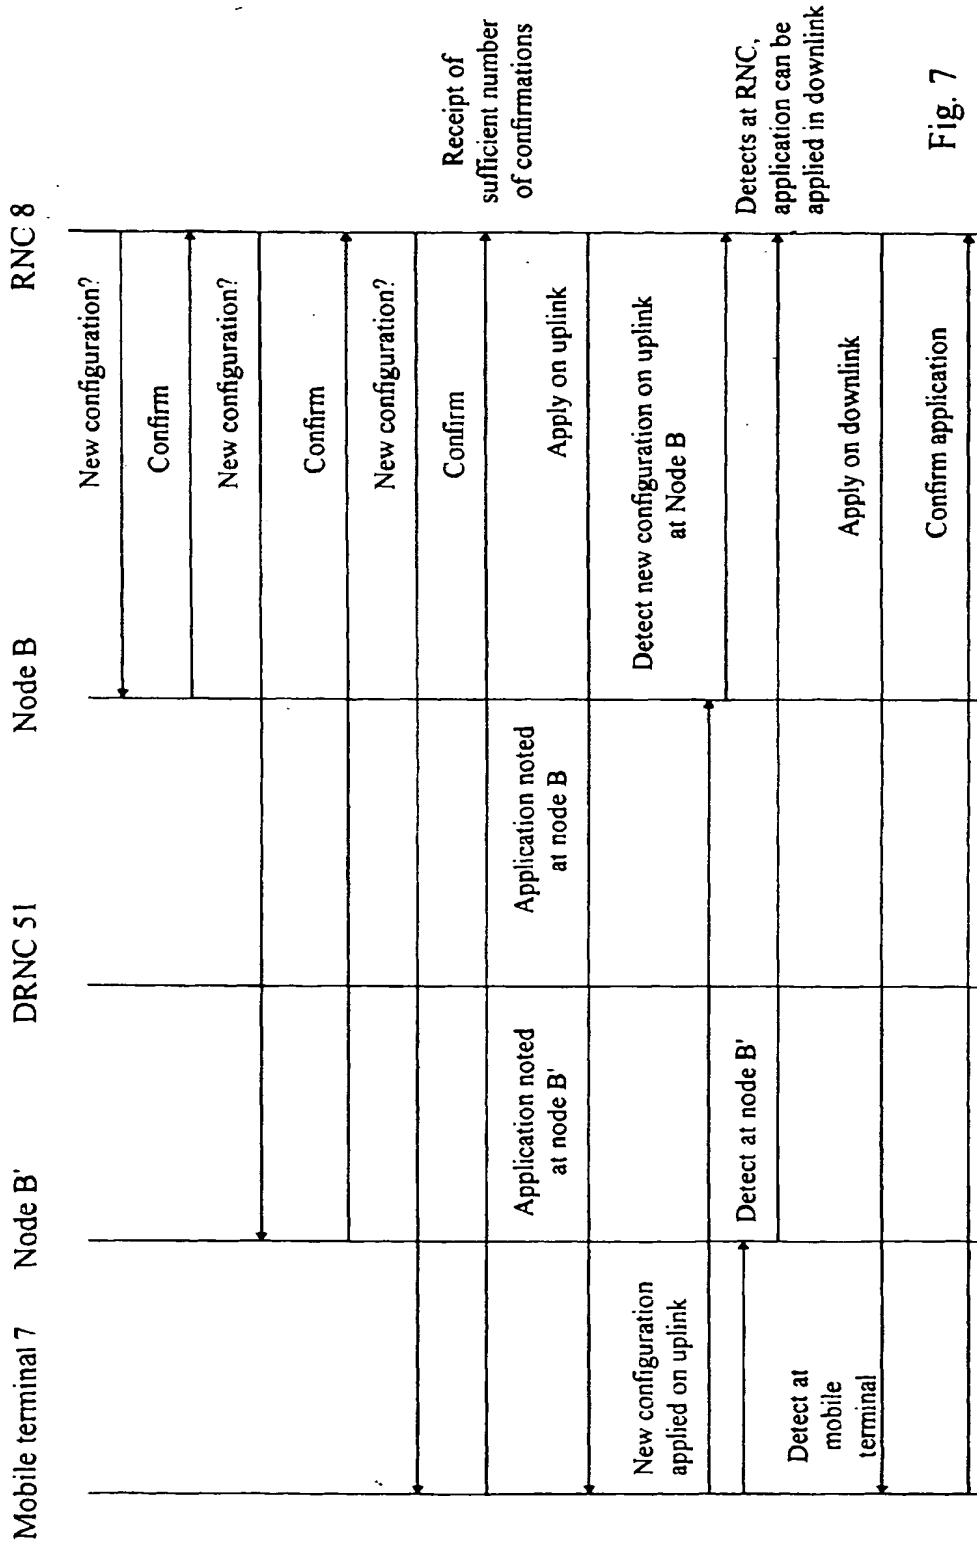 Mobile terminal 7
Node B'
DRNC 51
Node B
RNC 8
New configuration?
Confirm
New configuration?
Confirm
New configuration?
Confirm
Receipt of
sufficient number
of confirmations
Application noted
at node B'
Application noted
at node B
Apply on uplink
New configuration
applied on uplink
Detect new configuration on uplink
at Node B
Detect at node B'
Detects at RNC,
application can be
applied in downlink
Detect at
mobile
terminal
Apply on downlink
Confirm application
Fig. 7